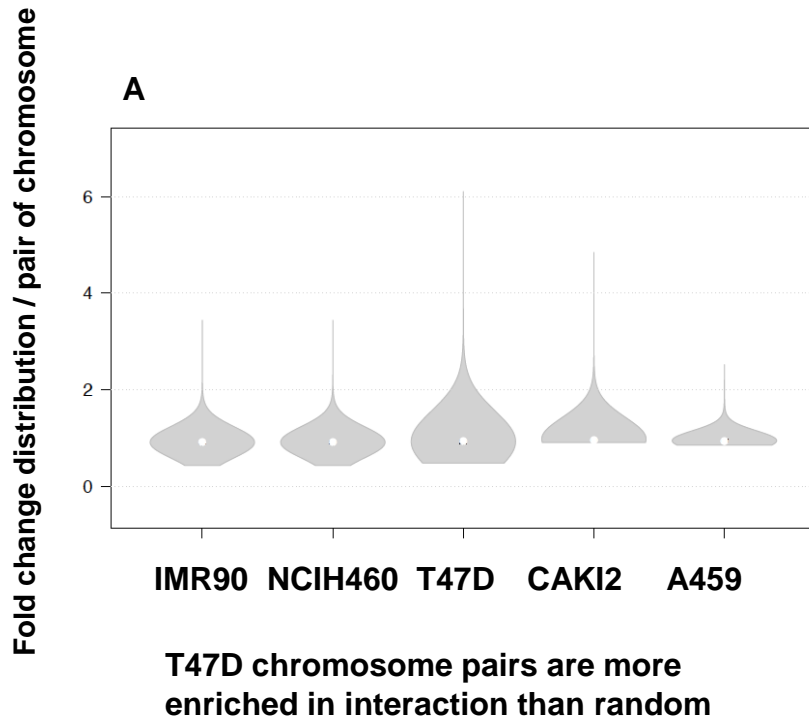 A
Fold change distribution / pair of chromosome
6
4
2
0
IMR90 NCIH460 T47D CAKI2 A459
T47D chromosome pairs are more
enriched in interaction than random